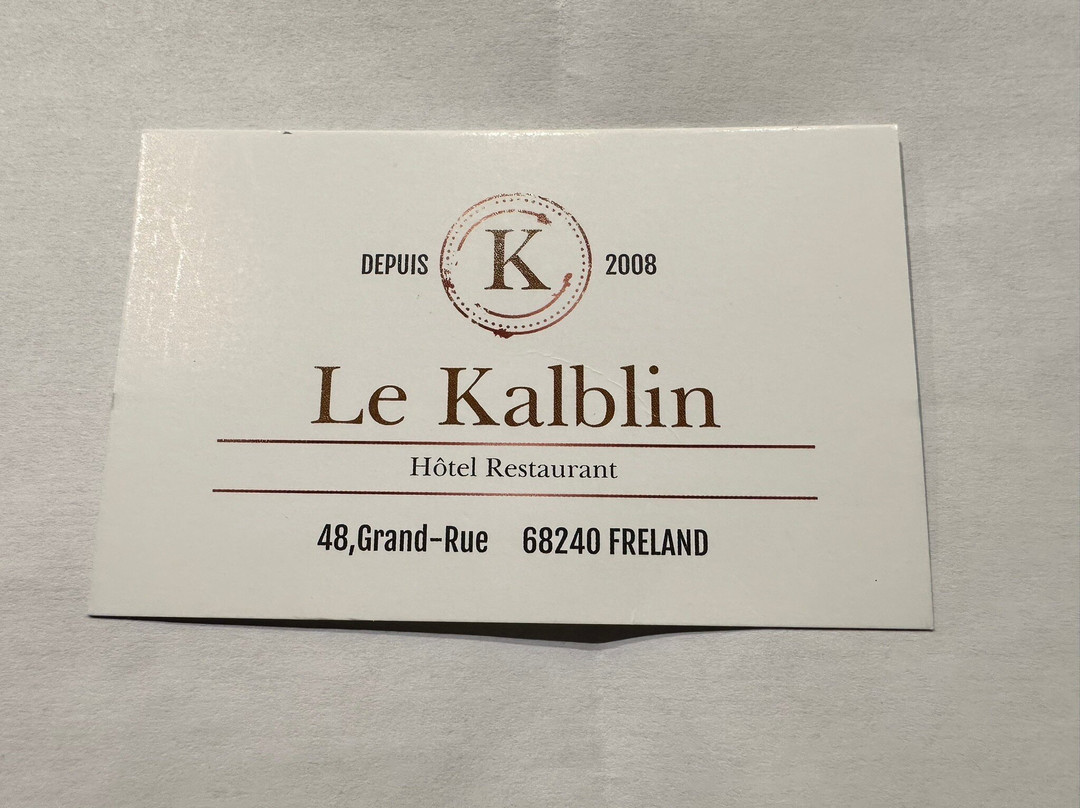 DEPUIS K 2008
Le Kalblin
Hôtel Restaurant
48,Grand-Rue 68240 FRELAND